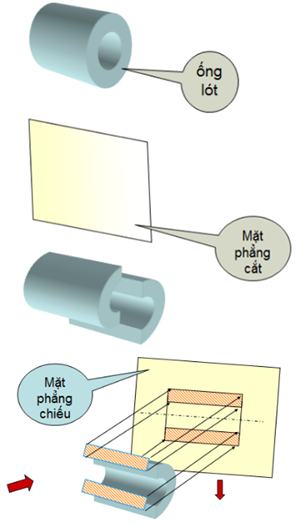 ống
lót
Mặt
phẳng
cắt
Mặt
phẳng
chiếu